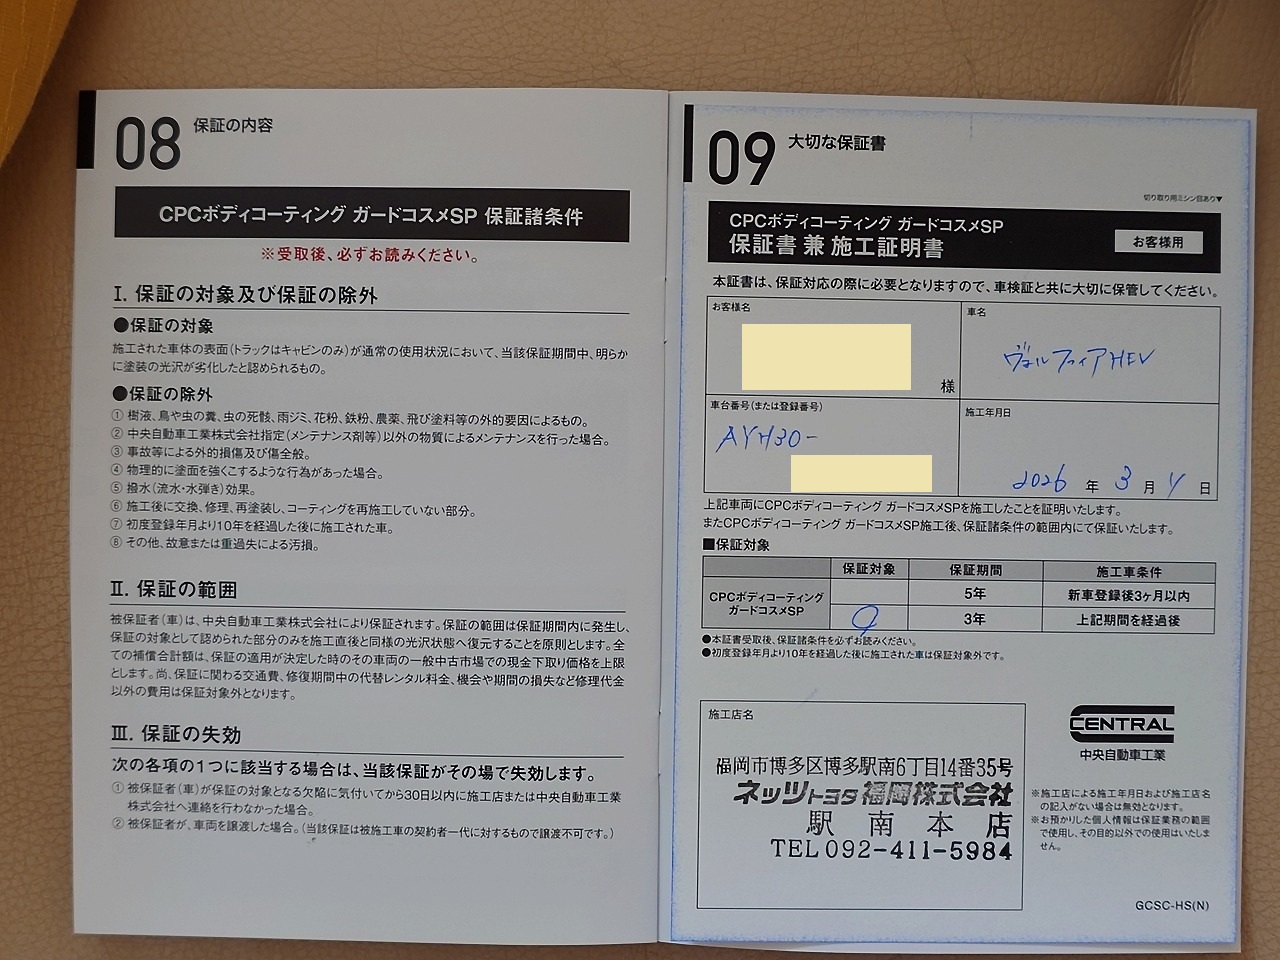 08 保証の内容
CPCボディコーティング ガードコスメSP 保証諸条件
※受取後、必ずお読みください。
Ⅰ. 保証の対象及び保証の除外
●保証の対象
施工された車体の表面(トラックはキャビンのみ)が通常の使用状況において、当該保証期間中、明らか
に塗装の光沢が劣化したと認められるもの。
●保証の除外
① 樹液、鳥や虫の糞、虫の死骸、雨ジミ、花粉、鉄粉、農薬、飛び塗料等の外的要因によるもの。
② 中央自動車工業株式会社指定(メンテナンス剤等)以外の物質によるメンテナンスを行った場合。
③ 事故等による外的損傷及び傷全般。
④ 物理的に塗面を強くこするような行為があった場合。
⑤ 撥水(流水・水弾き)効果。
⑥ 施工後に交換、修理、再塗装し、コーティングを再施工していない部分。
⑦ 初度登録年月より10年を経過した後に施工された車。
⑧ その他、故意または重過失による汚損。
Ⅱ. 保証の範囲
被保証者(車)は、中央自動車工業により保証されます。保証の範囲は保証期間内に発生し、
保証の対象として認められた部分のみを施工直後と同様の光沢状態へ復元することを原則とします。全
ての補償合計額は、保証の適用が決定した時のその車両の一般中古市場での現金下取り価格を上限
とします。尚、保証に関わる交通費、修復期間中の代替レンタル料金、機会や期間の損失など修理代金
以外の費用は保証対象外となります。
Ⅲ. 保証の失効
次の各項の1つに該当する場合は、当該保証がその場で失効します。
① 被保証者(車)が保証の対象となる欠陥に気付いてから30日以内に施工店または中央自動車工業
株式会社へ連絡を行わなかった場合。
② 被保証者が、車両を譲渡した場合。(当該保証は被施工車の契約者一代に対するもので譲渡不可です。)
09 大切な保証書
切り取り用ミシン目あり▼
CPCボディコーティング ガードコスメSP
保証書 兼 施工証明書 お客様用
本証書は、保証対応の際に必要となりますので、車検証と共に大切に保管してください。
お客様名 車名
様 ヴェルファイアHEV
車台番号(または登録番号) 施工年月日
AYH30-
2026 年 3 月 日
上記車両にCPCボディコーティング ガードコスメSPを施工したことを証明いたします。
またCPCボディコーティング ガードコスメSP施工後、保証諸条件の範囲内にて保証いたします。
■保証対象
保証対象 保証期間 施工車条件
CPCボディコーティング
ガードコスメSP
5年 新車登録後3ヶ月以内
3年 上記期間を経過後
●本証書受取後、保証諸条件を必ずお読みください。
●初度登録年月より10年を経過した後に施工された車は保証対象外です。
施工店名
福岡市博多区博多駅南6丁目14番35号
ネッツトヨタ福岡株式会社
駅南本店
TEL092-411-5984
CENTRAL
中央自動車工業
※施工店による施工年月日および施工店名
の記入がない場合は無効となります。
※お預かりした個人情報は保証業務の範囲
で使用し、その目的以外での使用はいたしま
せん。
GCSC-HS(N)